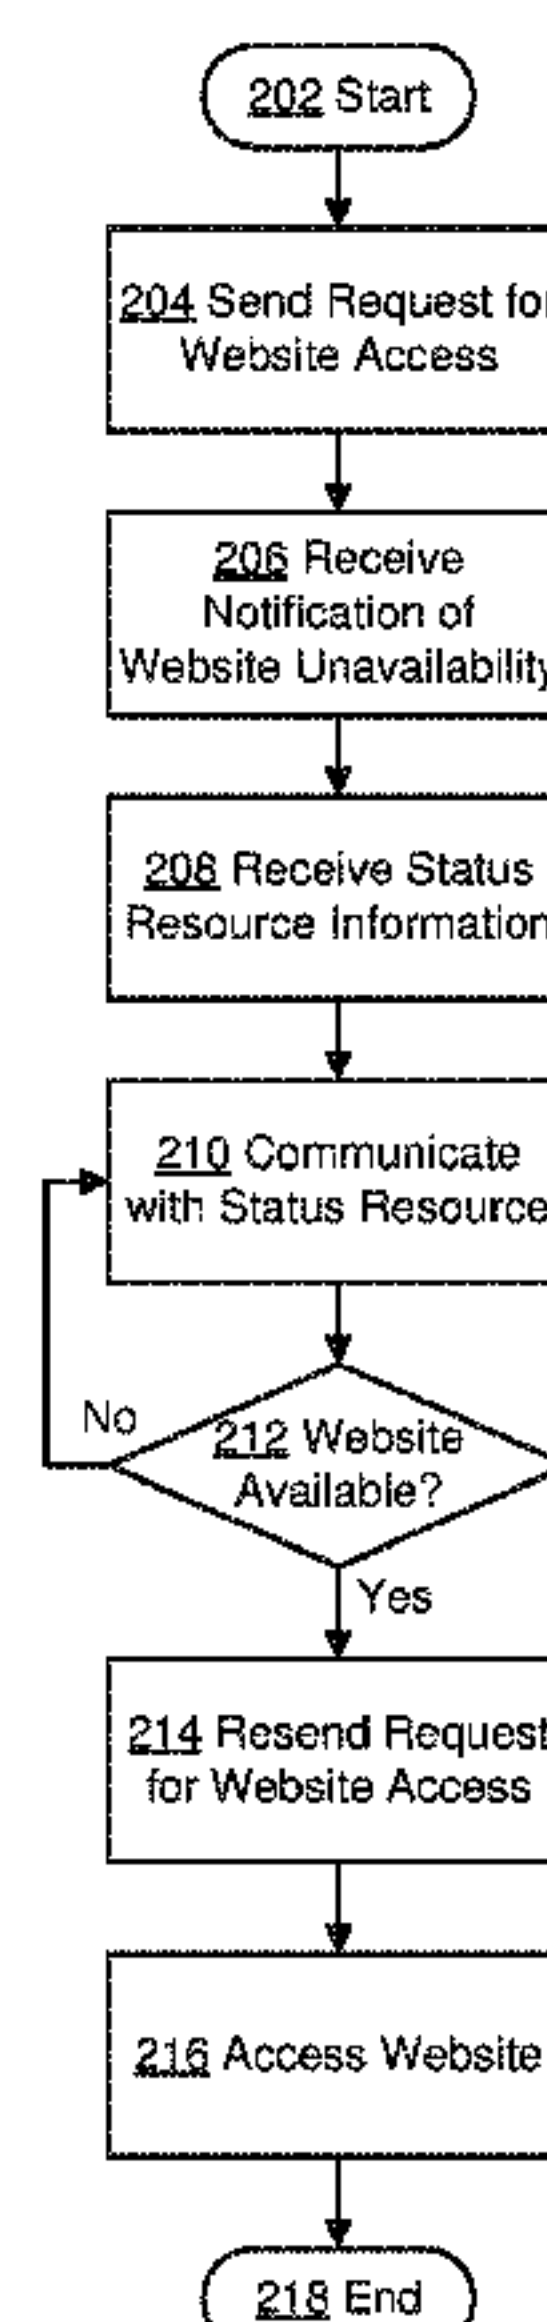 202 Start
204 Send Request for
Website Access
206 Receive
Notification of
Website Unavailability
208 Receive Status
Resource Information
210 Communicate
with Status Resource
No
212 Website
Available?
Yes
214 Resend Request
for Website Access
216 Access Website
218 End